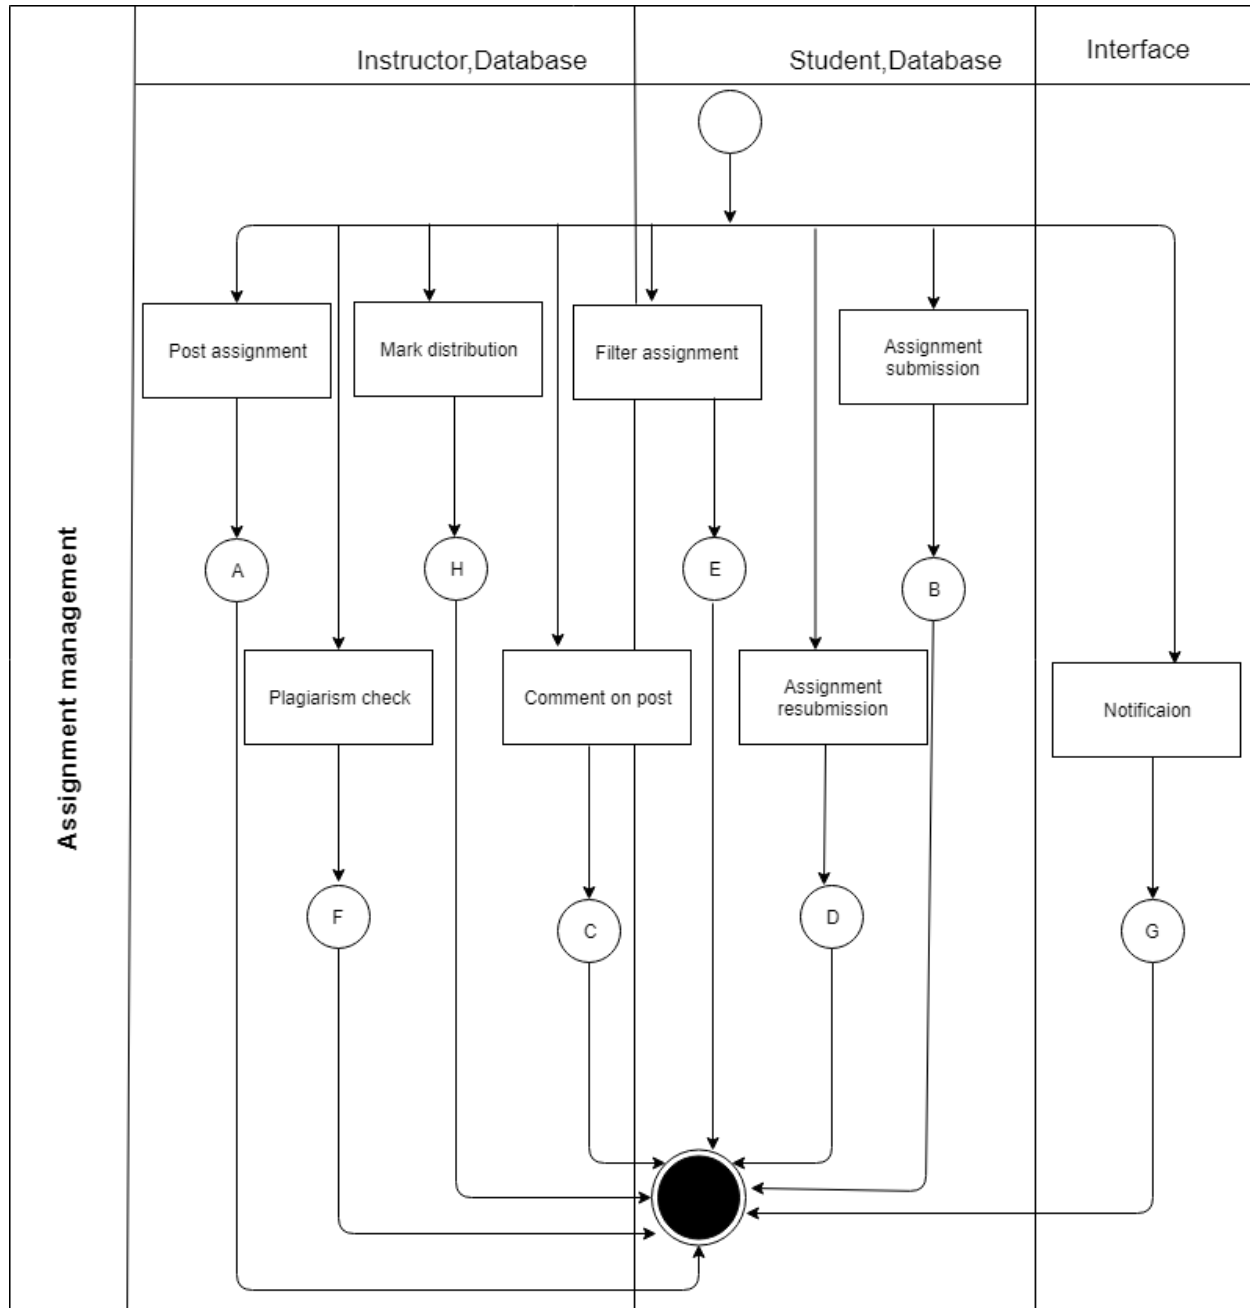 Instructor,Database
Student,Database
Interface
Assignment management
Post assignment
Mark distribution
Filter assignment
Assignment
submission
A
H
E
B
Plagiarism check
Comment on post
Assignment
resubmission
Notificaion
F
C
D
G